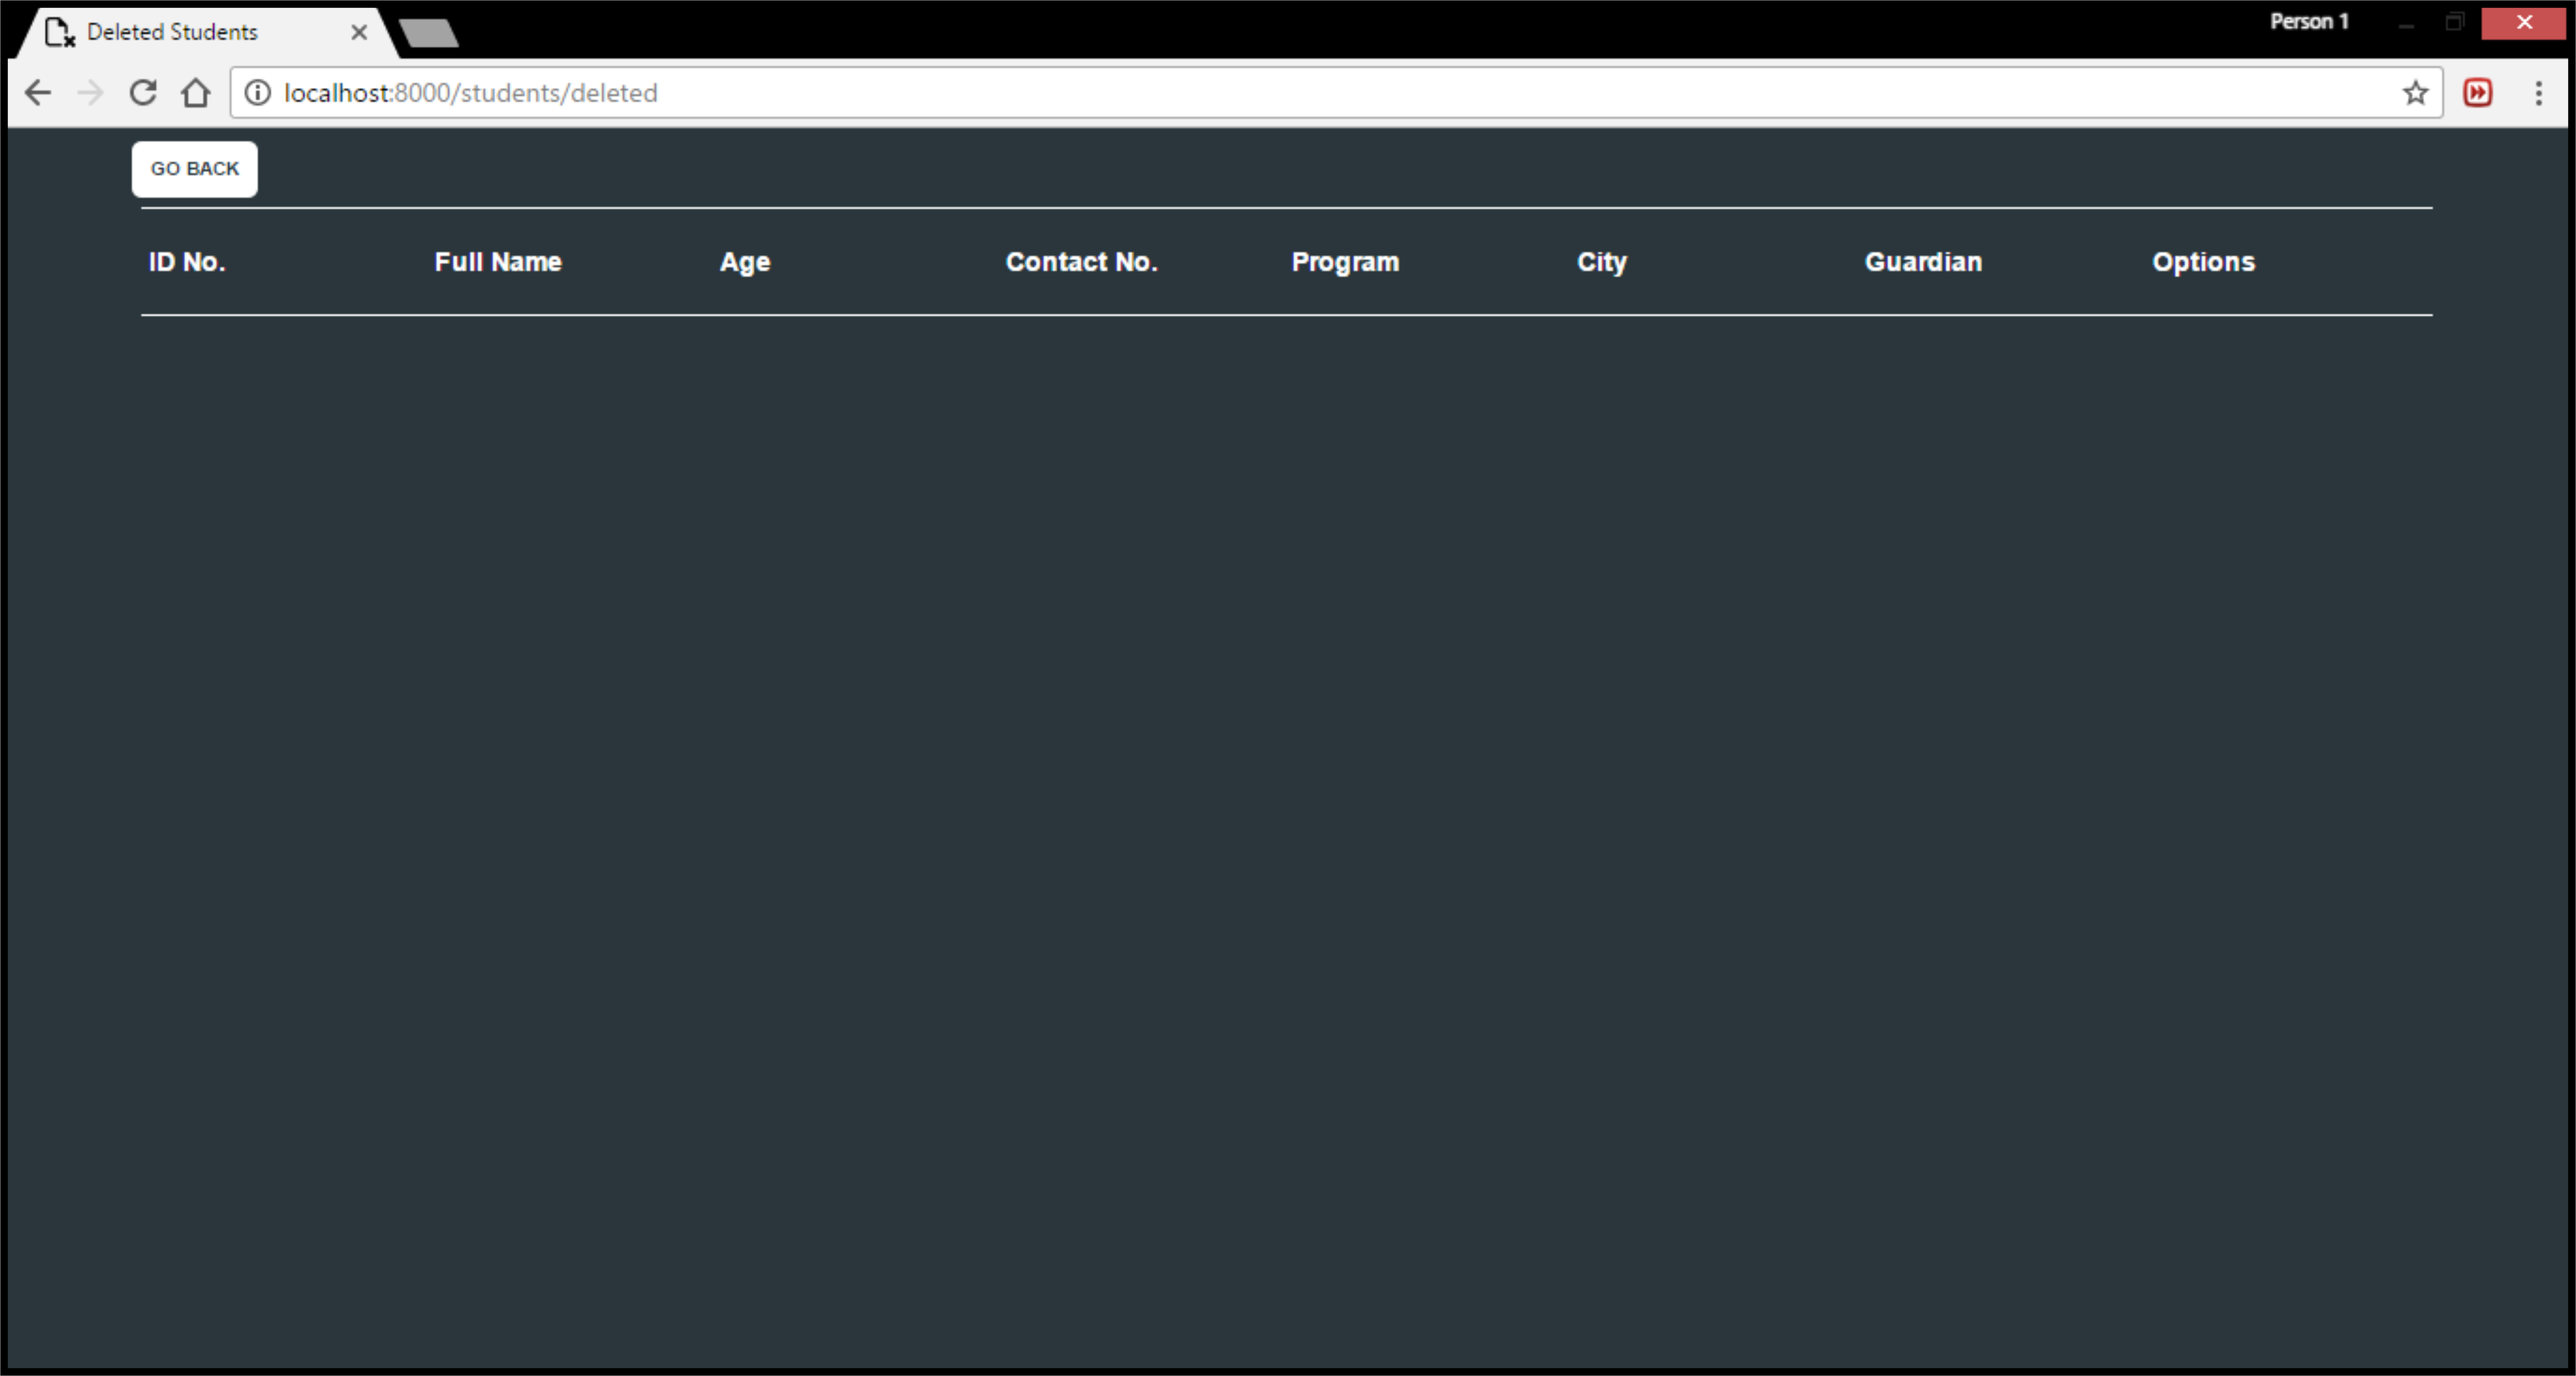 Deleted Students
Person 1
localhost:8000/students/deleted
GO BACK
ID No. Full Name Age Contact No. Program City Guardian Options